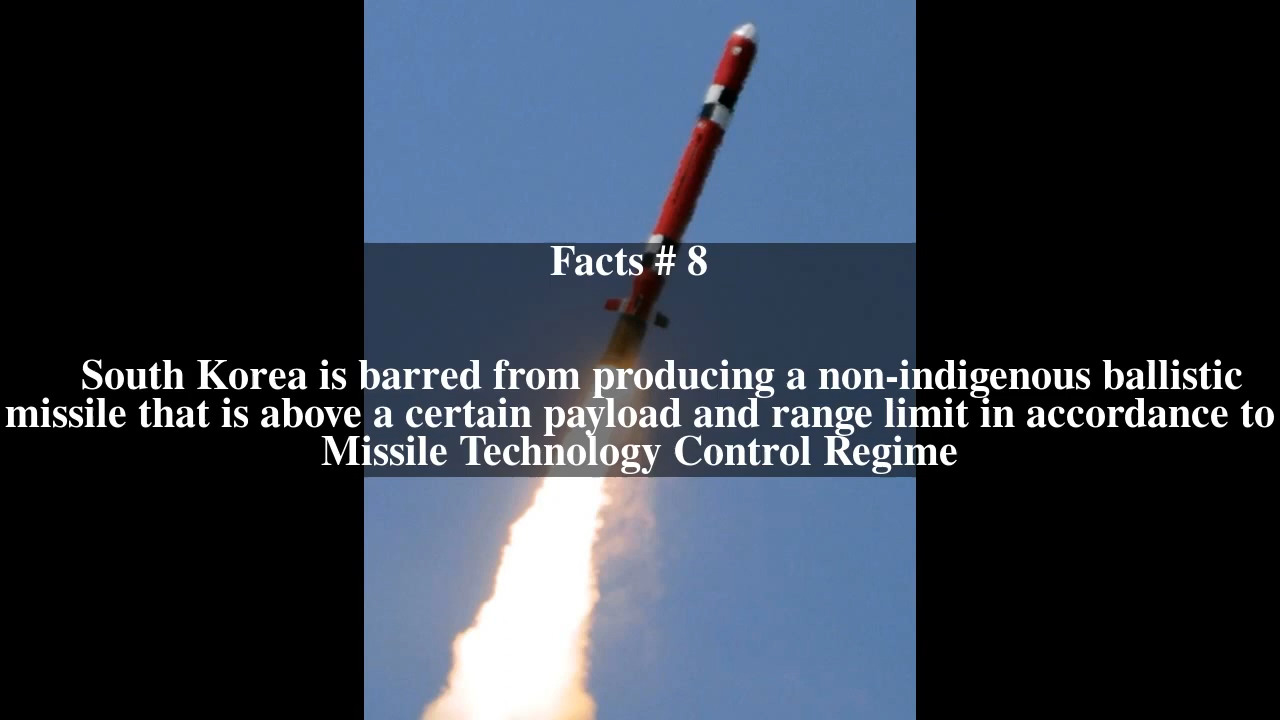 Facts # 8
South Korea is barred from producing a non-indigenous ballistic
missile that is above a certain payload and range limit in accordance to
Missile Technology Control Regime